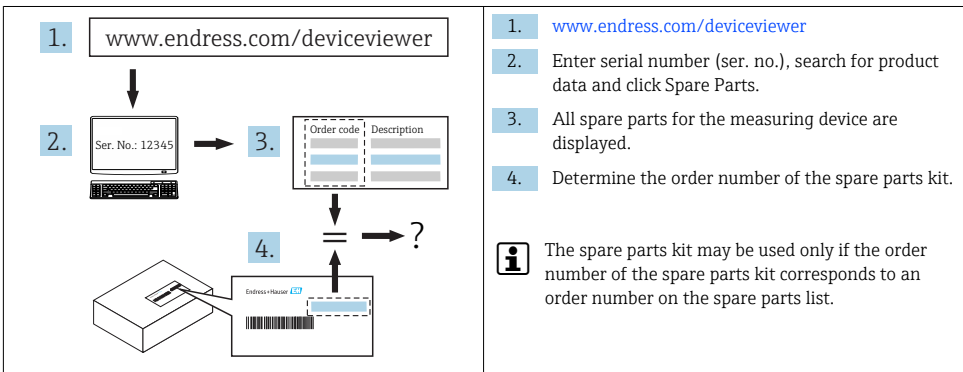 1.
www.endress.com/deviceviewer
2.
Ser. No.: 12345
3.
Order code
Description
=
?
4.
Endress+Hauser EH
1. www.endress.com/deviceviewer
2. Enter serial number (ser. no.), search for product
data and click Spare Parts.
3. All spare parts for the measuring device are
displayed.
4. Determine the order number of the spare parts kit.
i
The spare parts kit may be used only if the order
number of the spare parts kit corresponds to an
order number on the spare parts list.